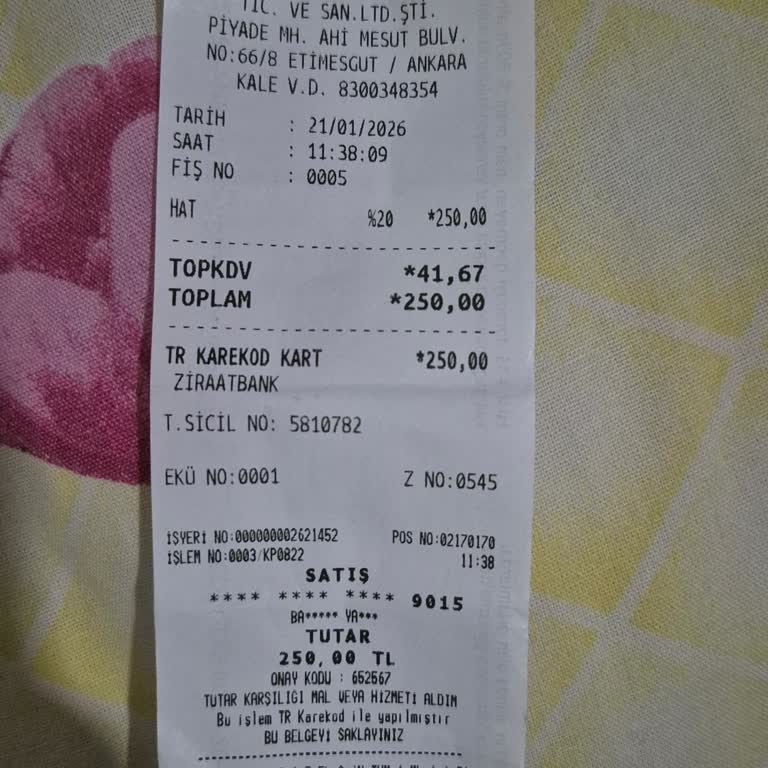 TİC. VE SAN.LTD.ŞTİ.
PİYADE MH. AHİ MESUT BULV.
NO:66/8 ETİMESGUT / ANKARA
KALE V.D. 8300348354
TARİH : 21/01/2026
SAAT : 11:38:09
FİŞ NO : 0005
HAT %20 *250,00
TOPKDV *41,67
TOPLAM *250,00
TR KAREKOD KART *250,00
ZİRAATBANK
T.SİCİL NO: 5810782
EKÜ NO:0001 Z NO:0545
İŞYERİ NO:000000002621452 POS NO:02170170
İŞLEM NO:0003/KP0822 11:38
SATIŞ
**** **** **** 9015
BA***** YA***
TUTAR
250,00 TL
ONAY KODU : 652567
TUTAR KARŞILIGI MAL VEYA HİZMETİ ALDIM
Bu işlem TR Karekod ile yapılmıştır
BU BELGEYİ SAKLAYINIZ